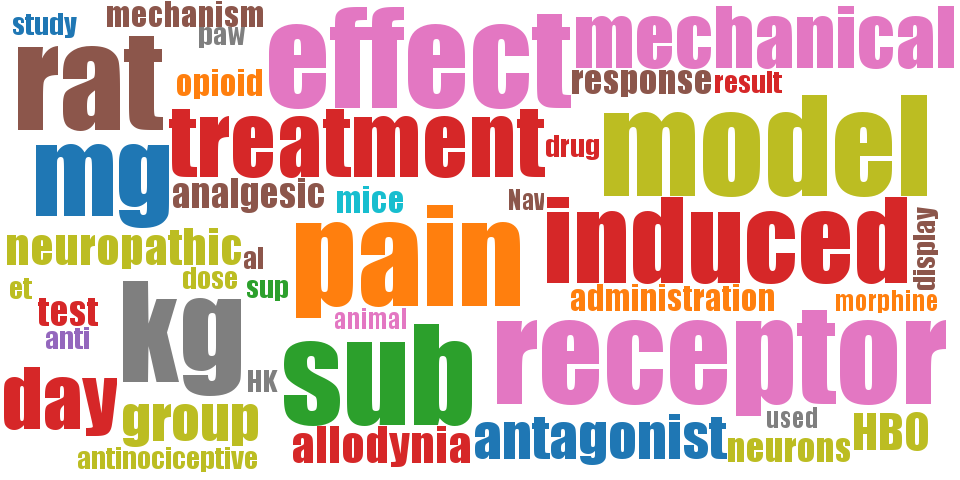 study
mechanism
paw
effect
mechanical
rat
opioid
response
result
treatment
drug
model
mg
analgesic
mice
Nav
induced
pain
display
neuropathic
al
dose
sup
et
administration
morphine
test
anti
kg
animal
receptor
sub
HK
day
group
allodynia
antagonist
used
HBO
neurons
antinociceptive